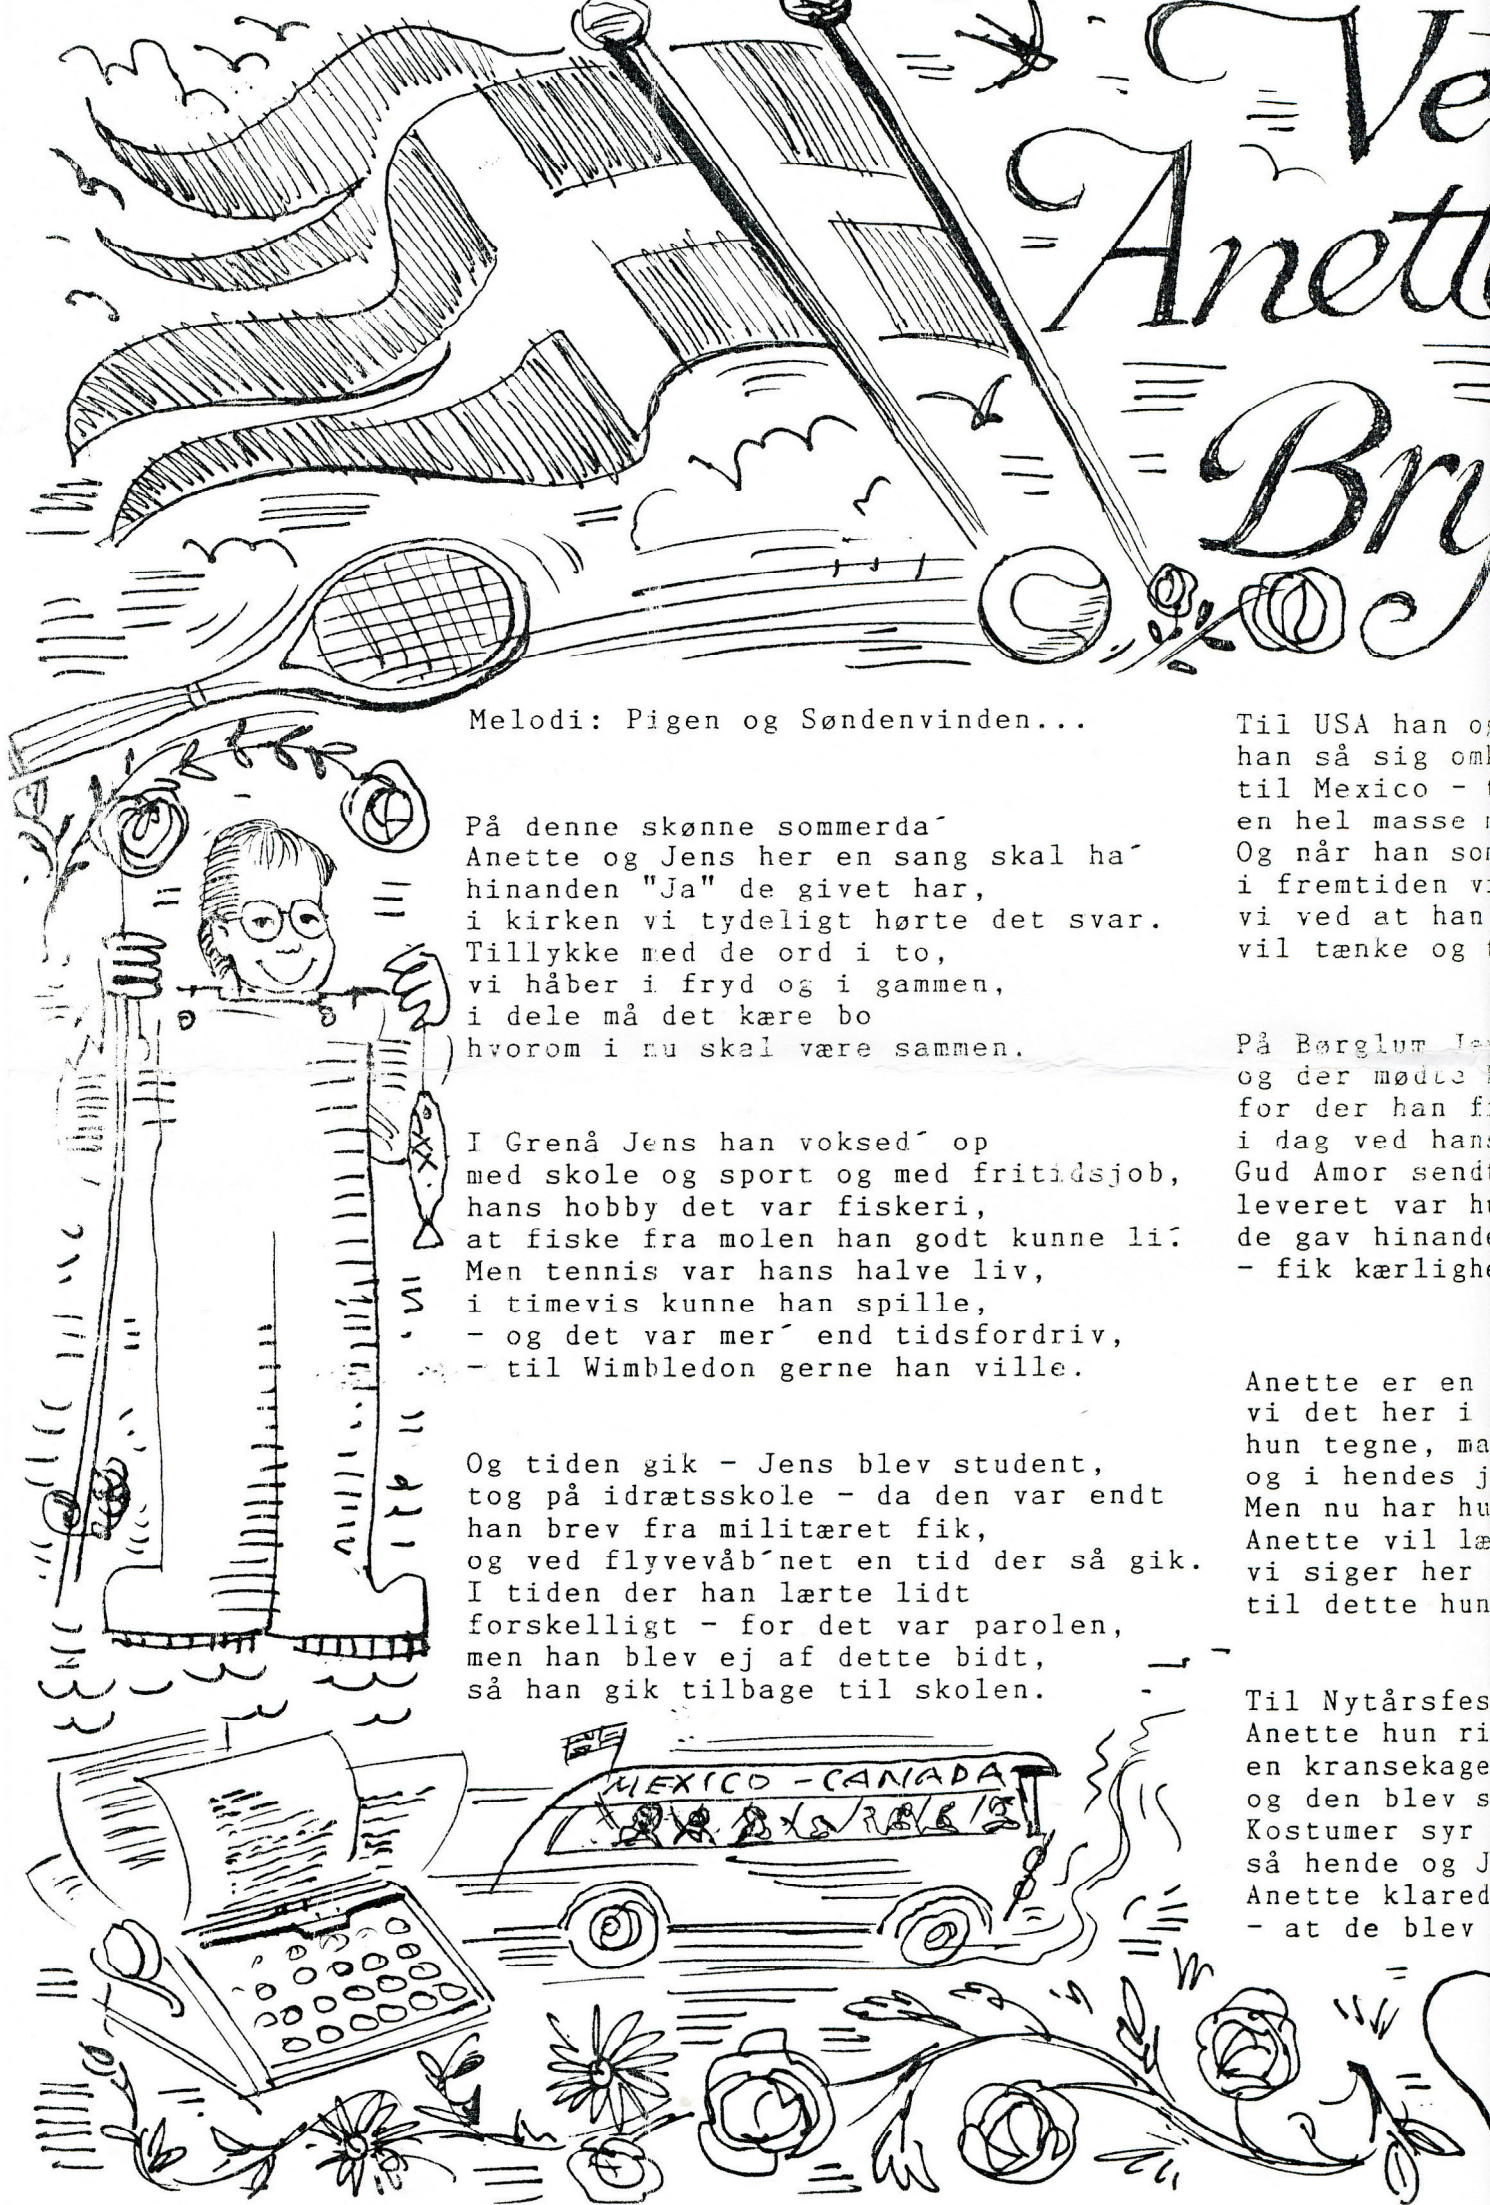 Ve
Anette
Bry
Melodi: Pigen og Søndenvinden...
På denne skønne sommerda´
Anette og Jens her en sang skal ha´
hinanden "Ja" de givet har,
i kirken vi tydeligt hørte det svar.
Tillykke med de ord i to,
vi håber i fryd og i gammen,
i dele må det kære bo
hvorom i nu skal være sammen.
I Grenå Jens han voksed´ op
med skole og sport og med fritidsjob,
hans hobby det var fiskeri,
at fiske fra molen han godt kunne li´.
Men tennis var hans halve liv,
i timevis kunne han spille,
- og det var mer´ end tidsfordriv,
- til Wimbledon gerne han ville.
Og tiden gik - Jens blev student,
tog på idrætsskole - da den var endt
han brev fra militæret fik,
og ved flyvevåb´net en tid der så gik.
I tiden der han lærte lidt
forskelligt - for det var parolen,
men han blev ej af dette bidt,
så han gik tilbage til skolen.
MEXICO - CANADA
Til USA han og
han så sig om
til Mexico -
en hel masse
Og når han som
i fremtiden vi
vi ved at han
vil tænke og
På Børglum Je
og der mødte
for der han f
i dag ved hans
Gud Amor sendt
leveret var hu
de gav hinande
- fik kærlighe
Anette er en
vi det her i
hun tegne, ma
og i hendes j
Men nu har hu
Anette vil læ
vi siger her
til dette hun
Til Nytårsfes
Anette hun ri
en kransekage
og den blev s
Kostumer syr
så hende og J
Anette klared
- at de blev